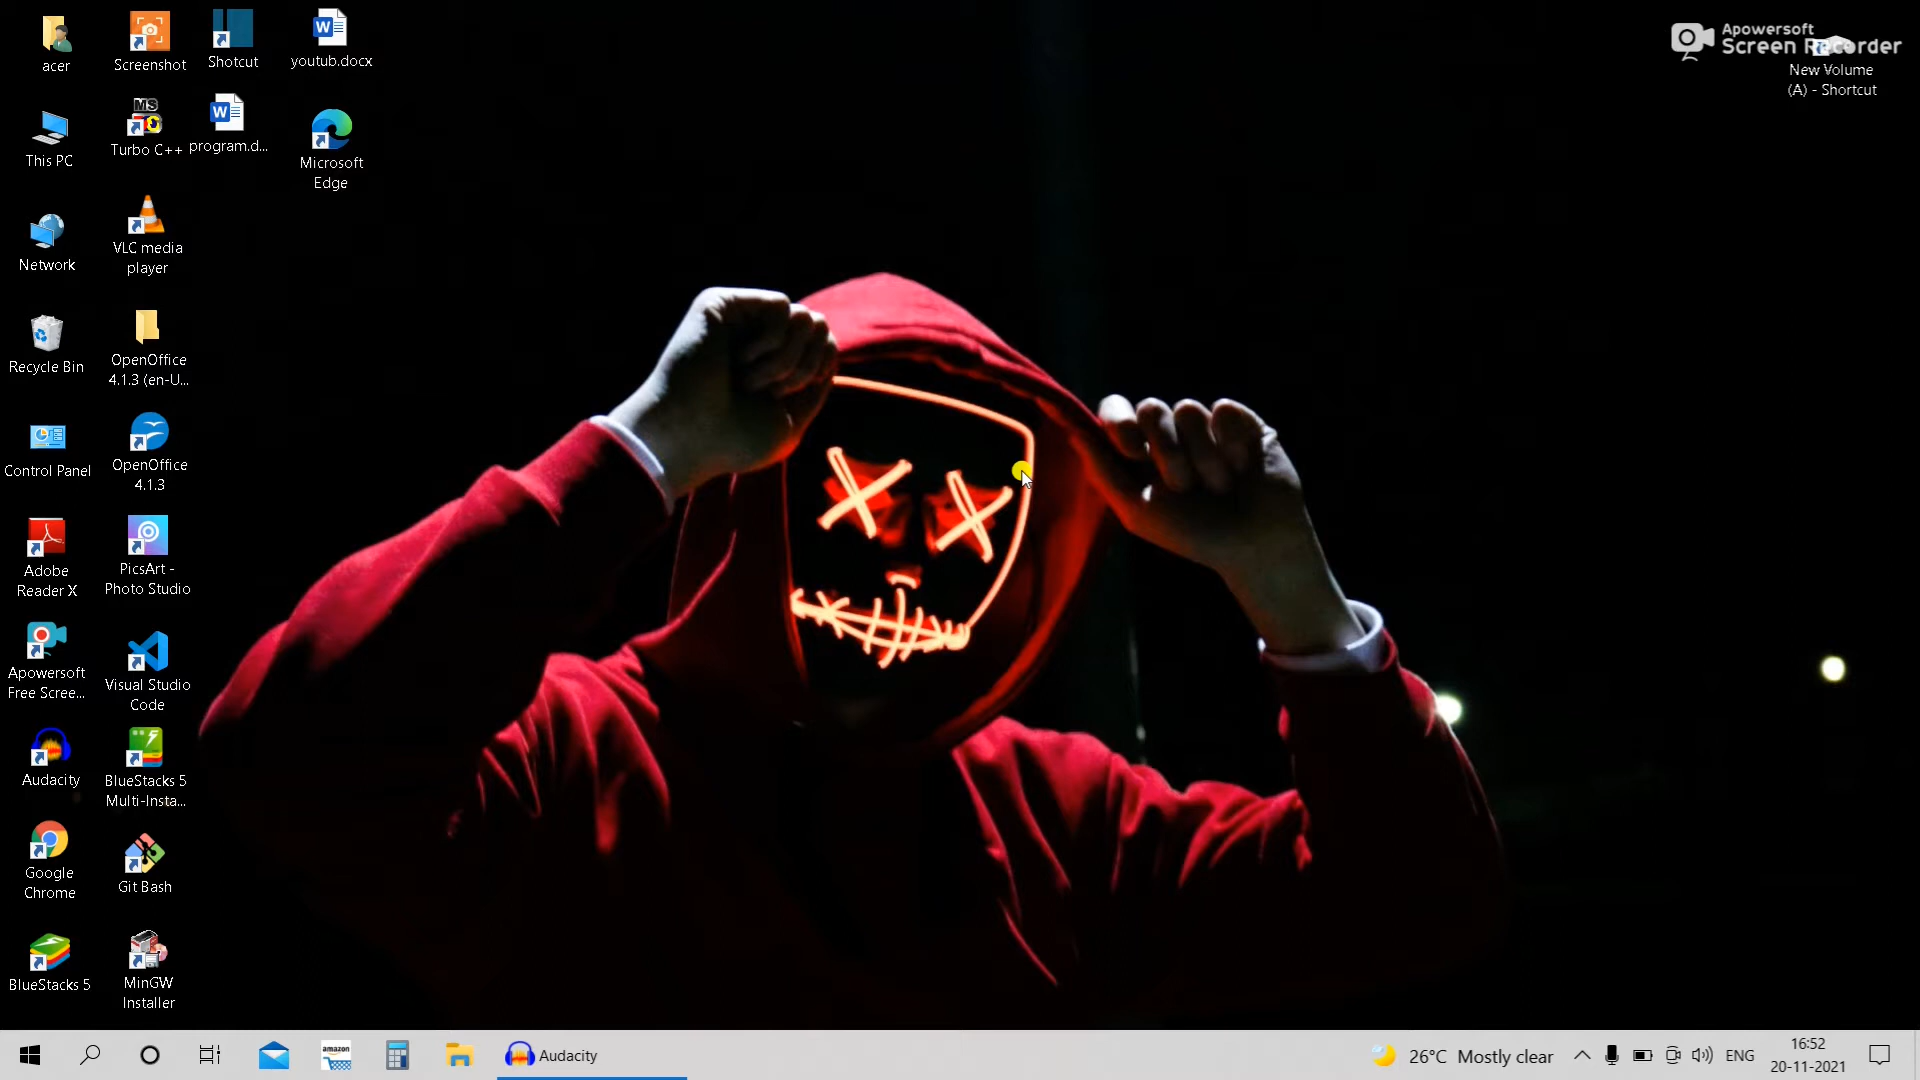 acer
Screenshot
Shotcut
youtub.docx
Apowersoft
Screen Recorder
New Volume
(A) - Shortcut
This PC
MS
Turbo C++
program.d...
Microsoft
Edge
Network
VLC media
player
Recycle Bin
OpenOffice
4.1.3 (en-U...
Control Panel
OpenOffice
4.1.3
Adobe
Reader X
PicsArt -
Photo Studio
Apowersoft
Free Scree...
Visual Studio
Code
Audacity
BlueStacks 5
Multi-Insta...
Google
Chrome
Git Bash
BlueStacks 5
MinGW
Installer
amazon
Audacity
26°C Mostly clear
ENG
16:52
20-11-2021